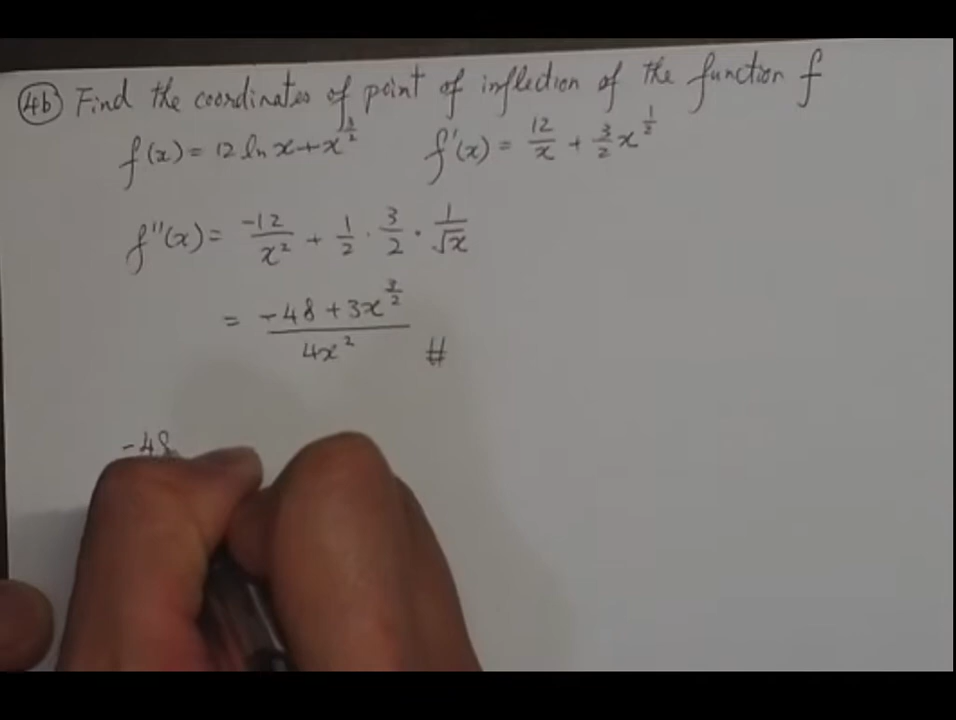 4b Find the coordinates of point of inflection of the function f
f(x) = 12 ln x + x^(3/2) f'(x) = 12/x + 3/2 x^(1/2)
f''(x) = -12/x² + 1/2 · 3/2 · 1/√x
= (-48 + 3x^(3/2))/(4x²) #
-48